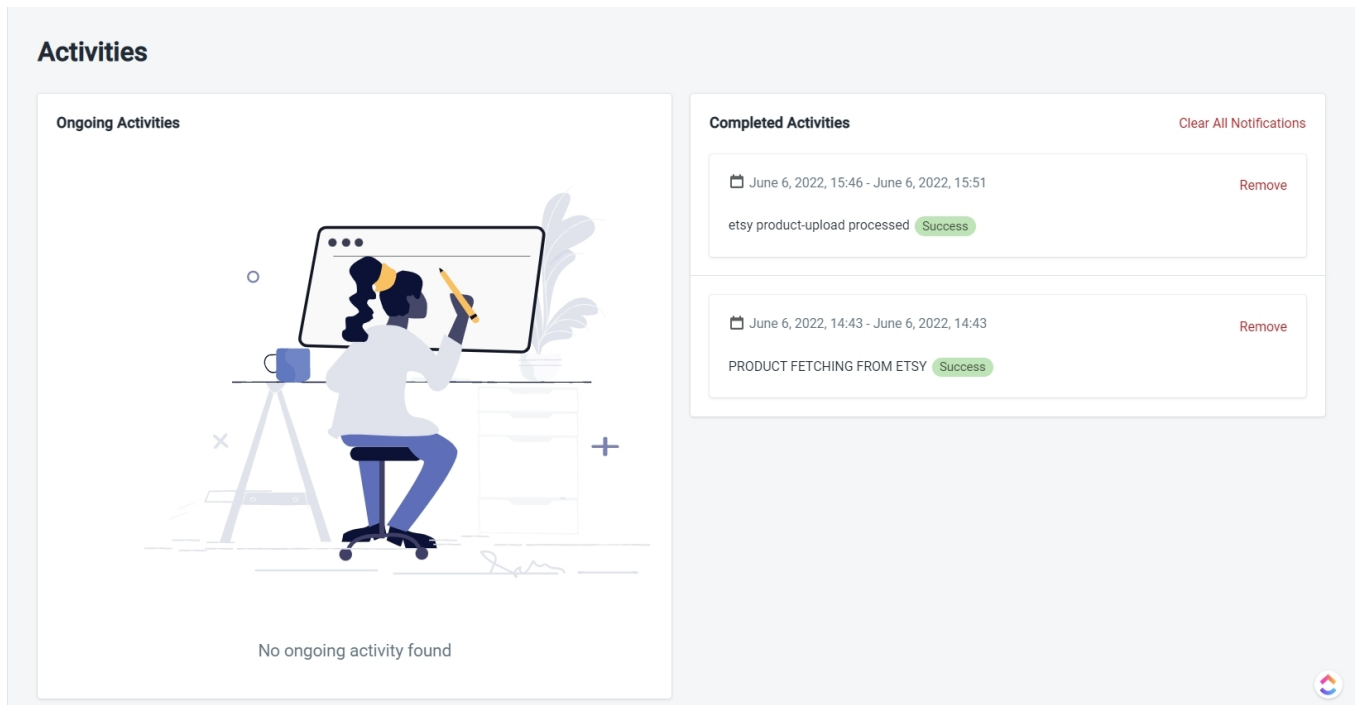 Activities
Ongoing Activities
No ongoing activity found
Completed Activities
Clear All Notifications
June 6, 2022, 15:46 - June 6, 2022, 15:51
Remove
etsy product-upload processed Success
June 6, 2022, 14:43 - June 6, 2022, 14:43
Remove
PRODUCT FETCHING FROM ETSY Success